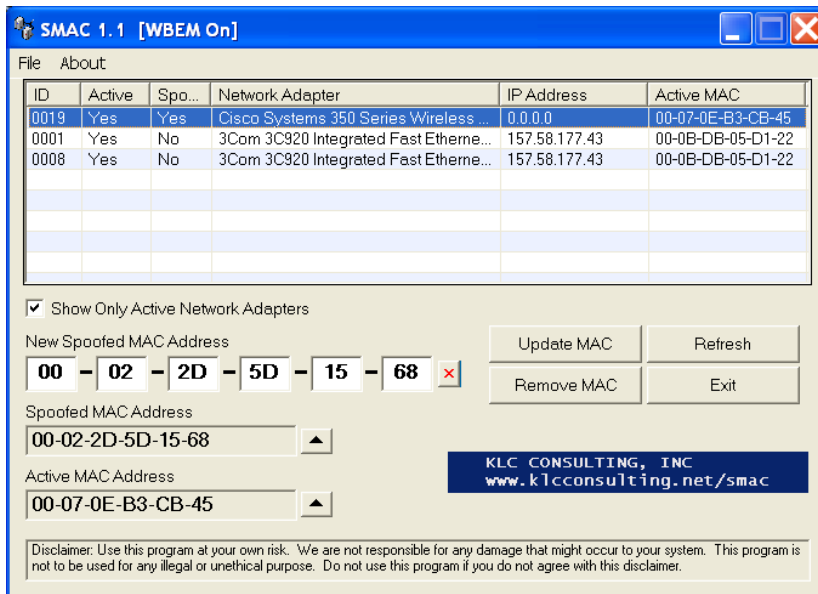 SMAC 1.1 [WBEM On]
File About
ID Active Spo... Network Adapter IP Address Active MAC
0019 Yes Yes Cisco Systems 350 Series Wireless ... 0.0.0.0 00-07-0E-B3-CB-45
0001 Yes No 3Com 3C920 Integrated Fast Etherne... 157.58.177.43 00-0B-DB-05-D1-22
0008 Yes No 3Com 3C920 Integrated Fast Etherne... 157.58.177.43 00-0B-DB-05-D1-22
Show Only Active Network Adapters
New Spoofed MAC Address
00 - 02 - 2D - 5D - 15 - 68
Update MAC Refresh
Remove MAC Exit
Spoofed MAC Address
00-02-2D-5D-15-68
KLC CONSULTING, INC
www.klcconsulting.net/smac
Active MAC Address
00-07-0E-B3-CB-45
Disclaimer: Use this program at your own risk. We are not responsible for any damage that might occur to your system. This program is
not to be used for any illegal or unethical purpose. Do not use this program if you do not agree with this disclaimer.